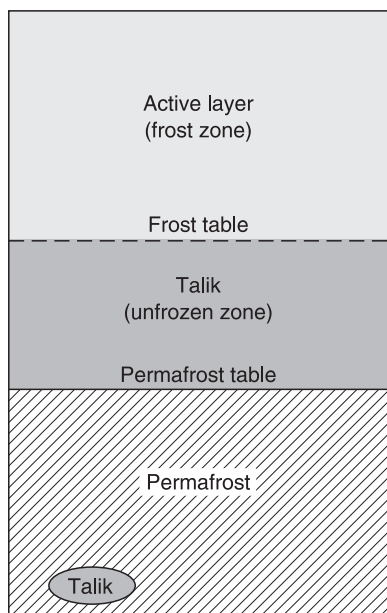 Active layer
(frost zone)
Frost table
Talik
(unfrozen zone)
Permafrost table
Permafrost
Talik